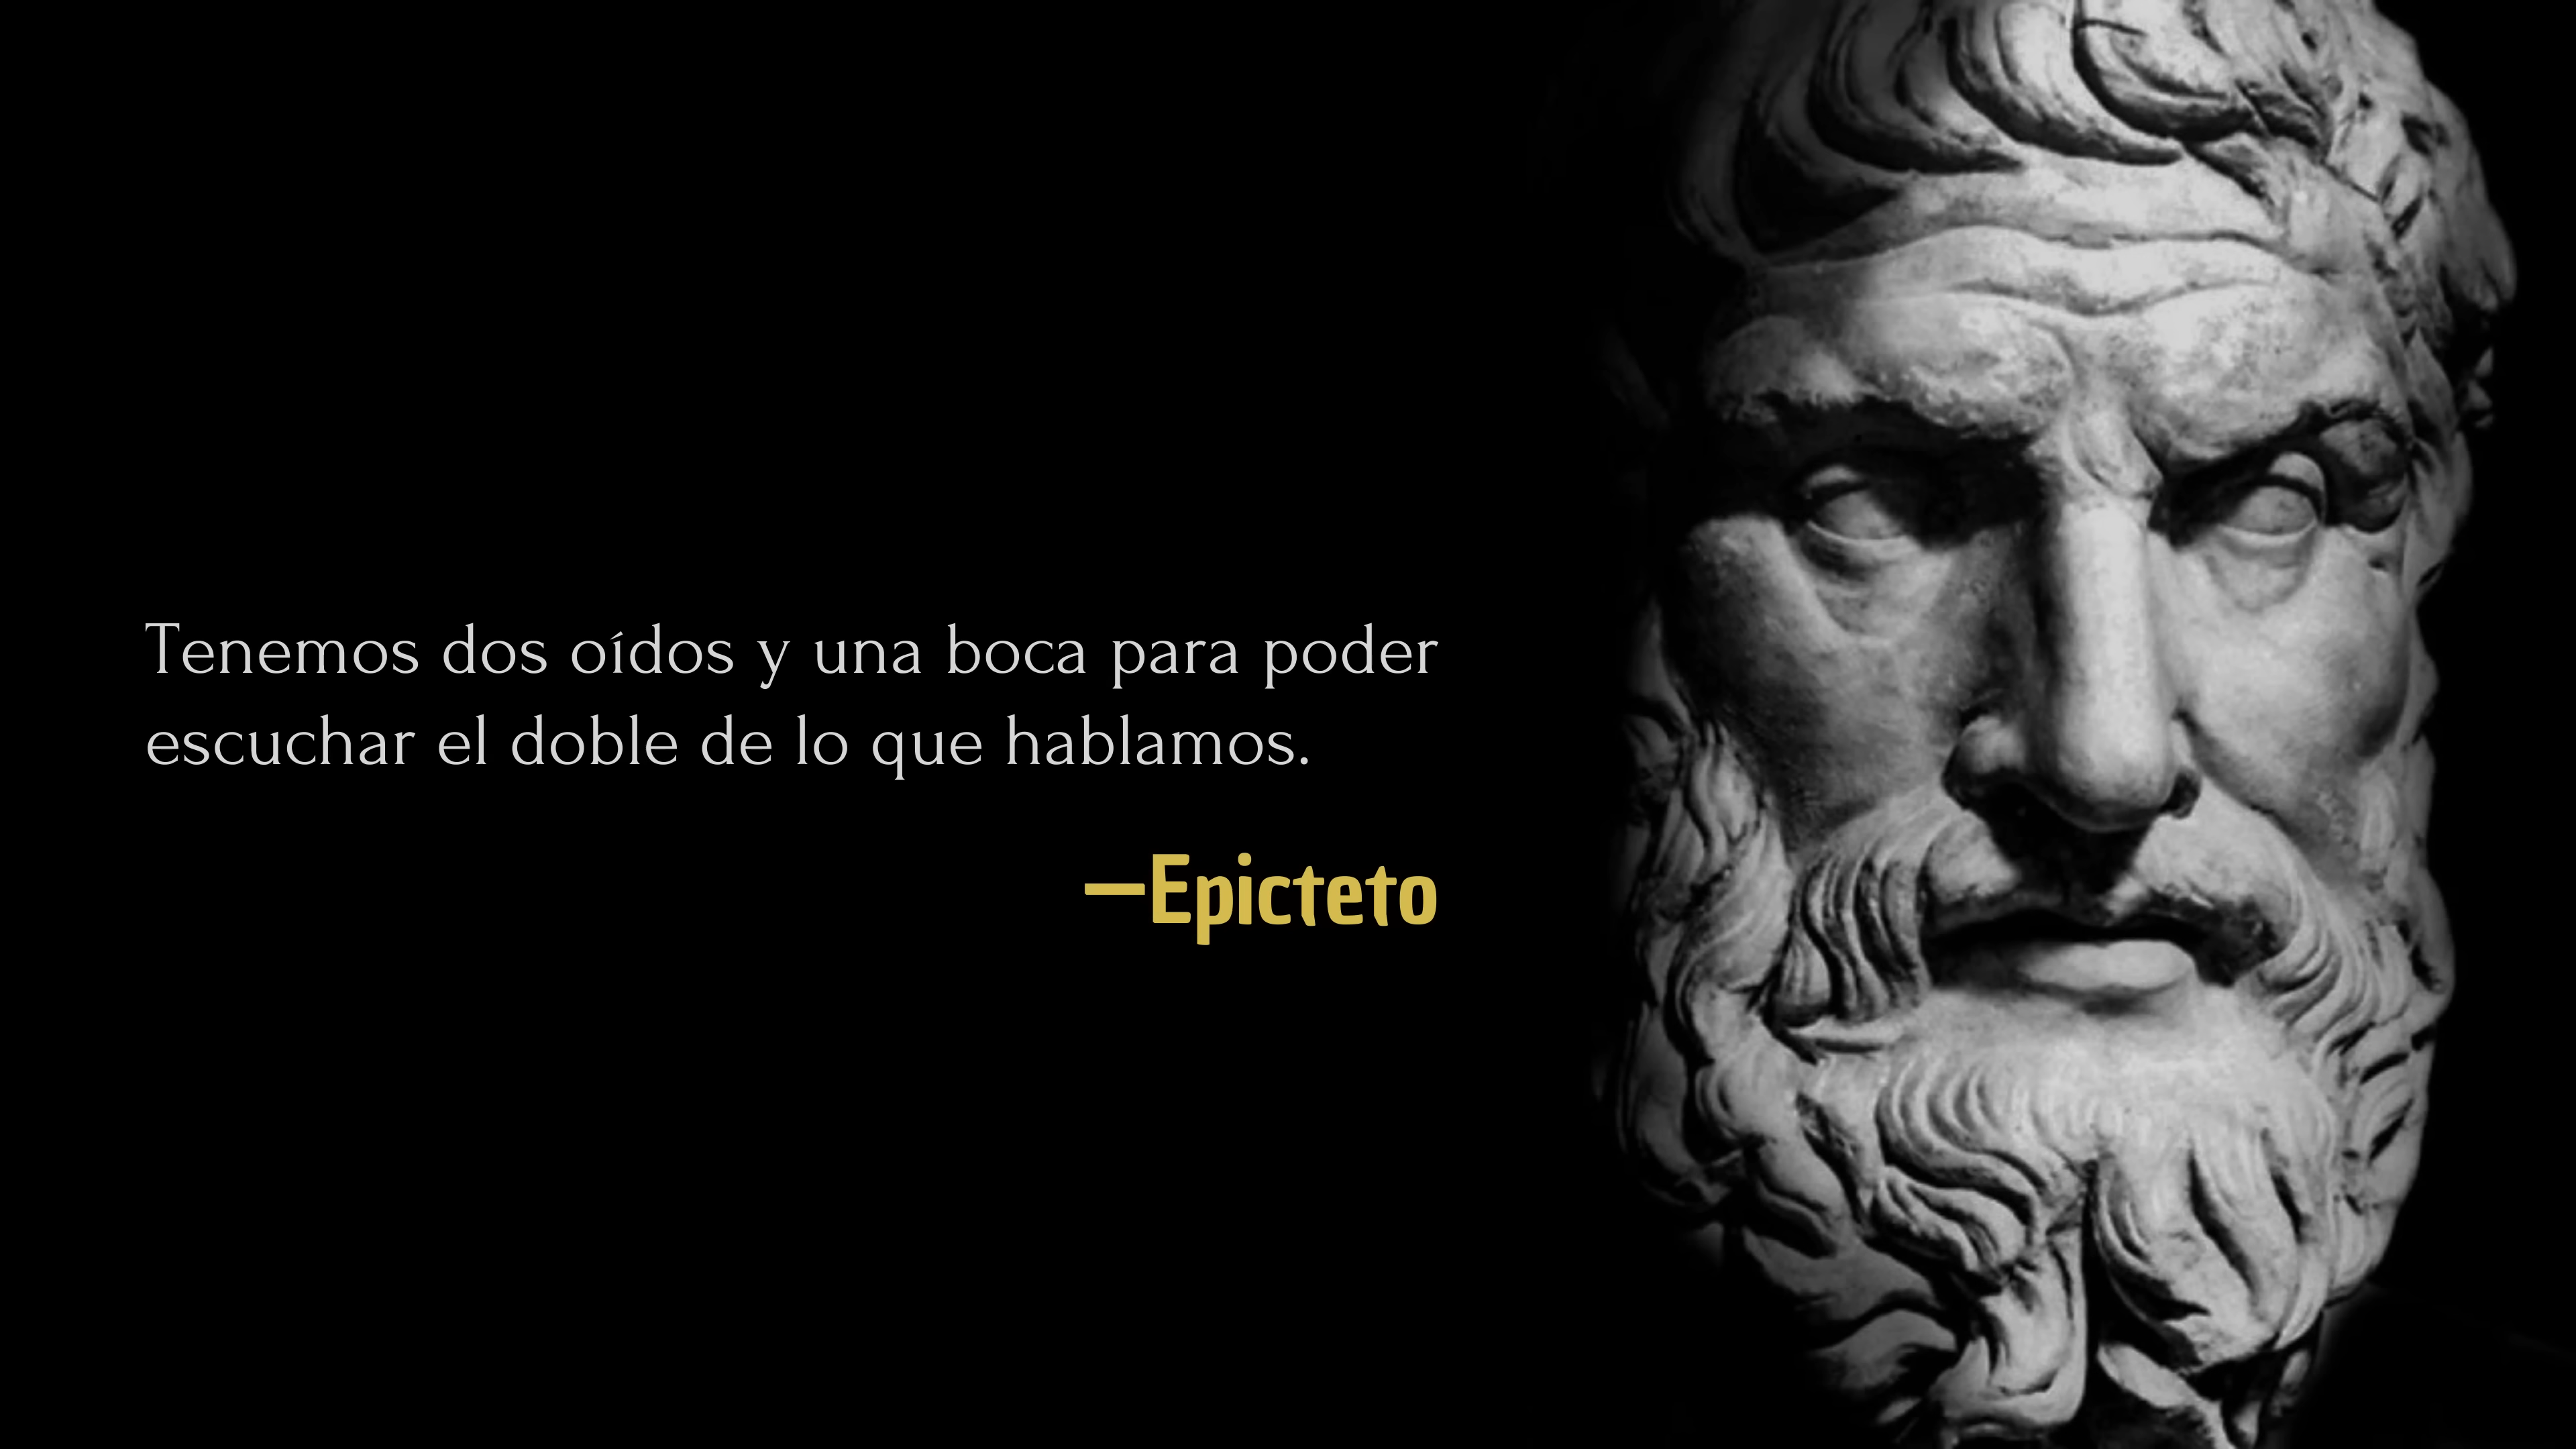 Tenemos dos oídos y una boca para poder
escuchar el doble de lo que hablamos.
—Epicteto